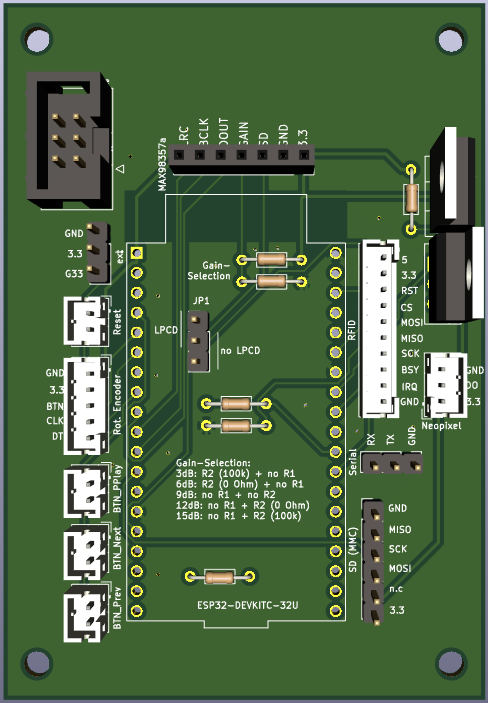 MAX98357a
LRC
BCLK
DOUT
GAIN
SD
GND
3.3
GND
3.3
G33
ext
Gain-
Selection
JP1
LPCD
no LPCD
Reset
GND
3.3
BTN
CLK
DT
Rot. Encoder
RFID
5
3.3
RST
CS
MOSI
MISO
SCK
BSY
IRQ
GND
GND
DO
3.3
Neopixel
RX
TX
GND
Serial
BTN_PPlay
BTN_Next
BTN_Prev
Gain-Selection:
3dB: R2 (100k) + no R1
6dB: R2 (0 Ohm) + no R1
9dB: no R1 + no R2
12dB: no R1 + R2 (0 Ohm)
15dB: no R1 + R2 (100k)
SD (MMC)
GND
MISO
SCK
MOSI
n.c
3.3
ESP32-DEVKITC-32U